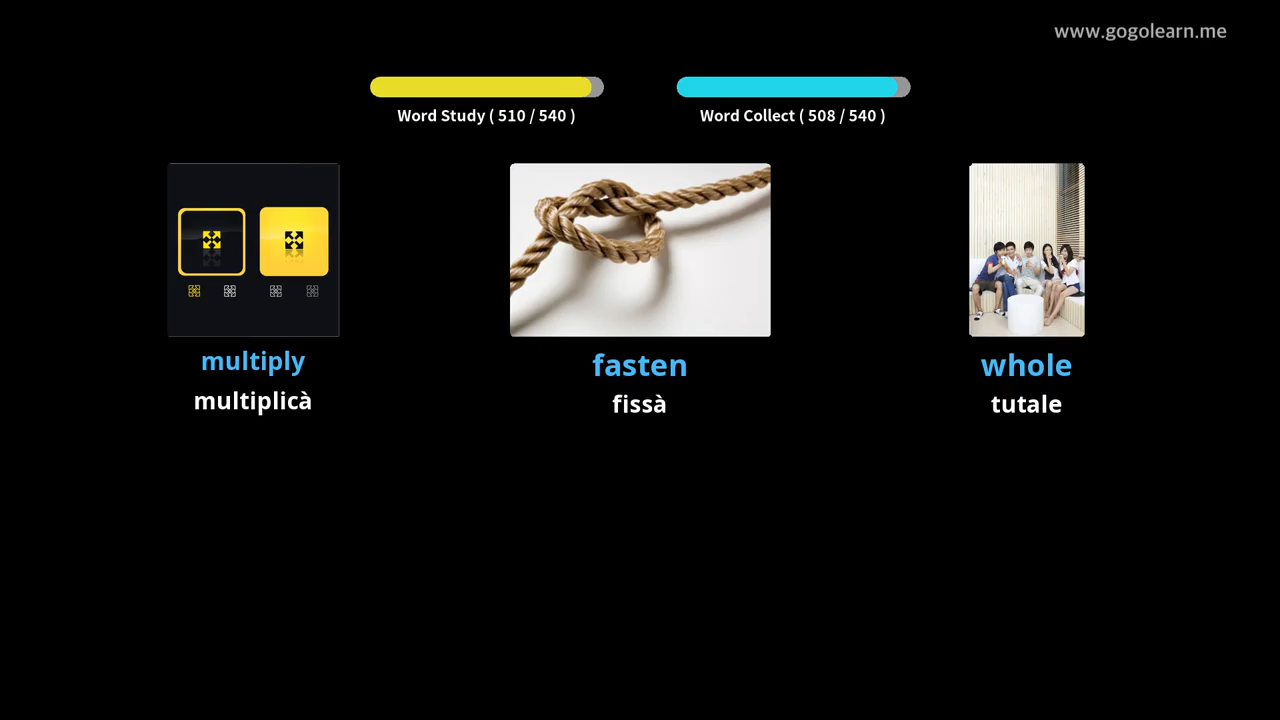 www.gogolearn.me
Word Study ( 510 / 540 )
Word Collect ( 508 / 540 )
multiply
fasten
whole
multiplicà
fissà
tutale